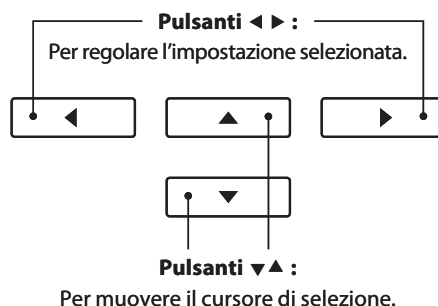 Pulsanti ◀ ▶ :
Per regolare l’impostazione selezionata.
Pulsanti ▼▲ :
Per muovere il cursore di selezione.